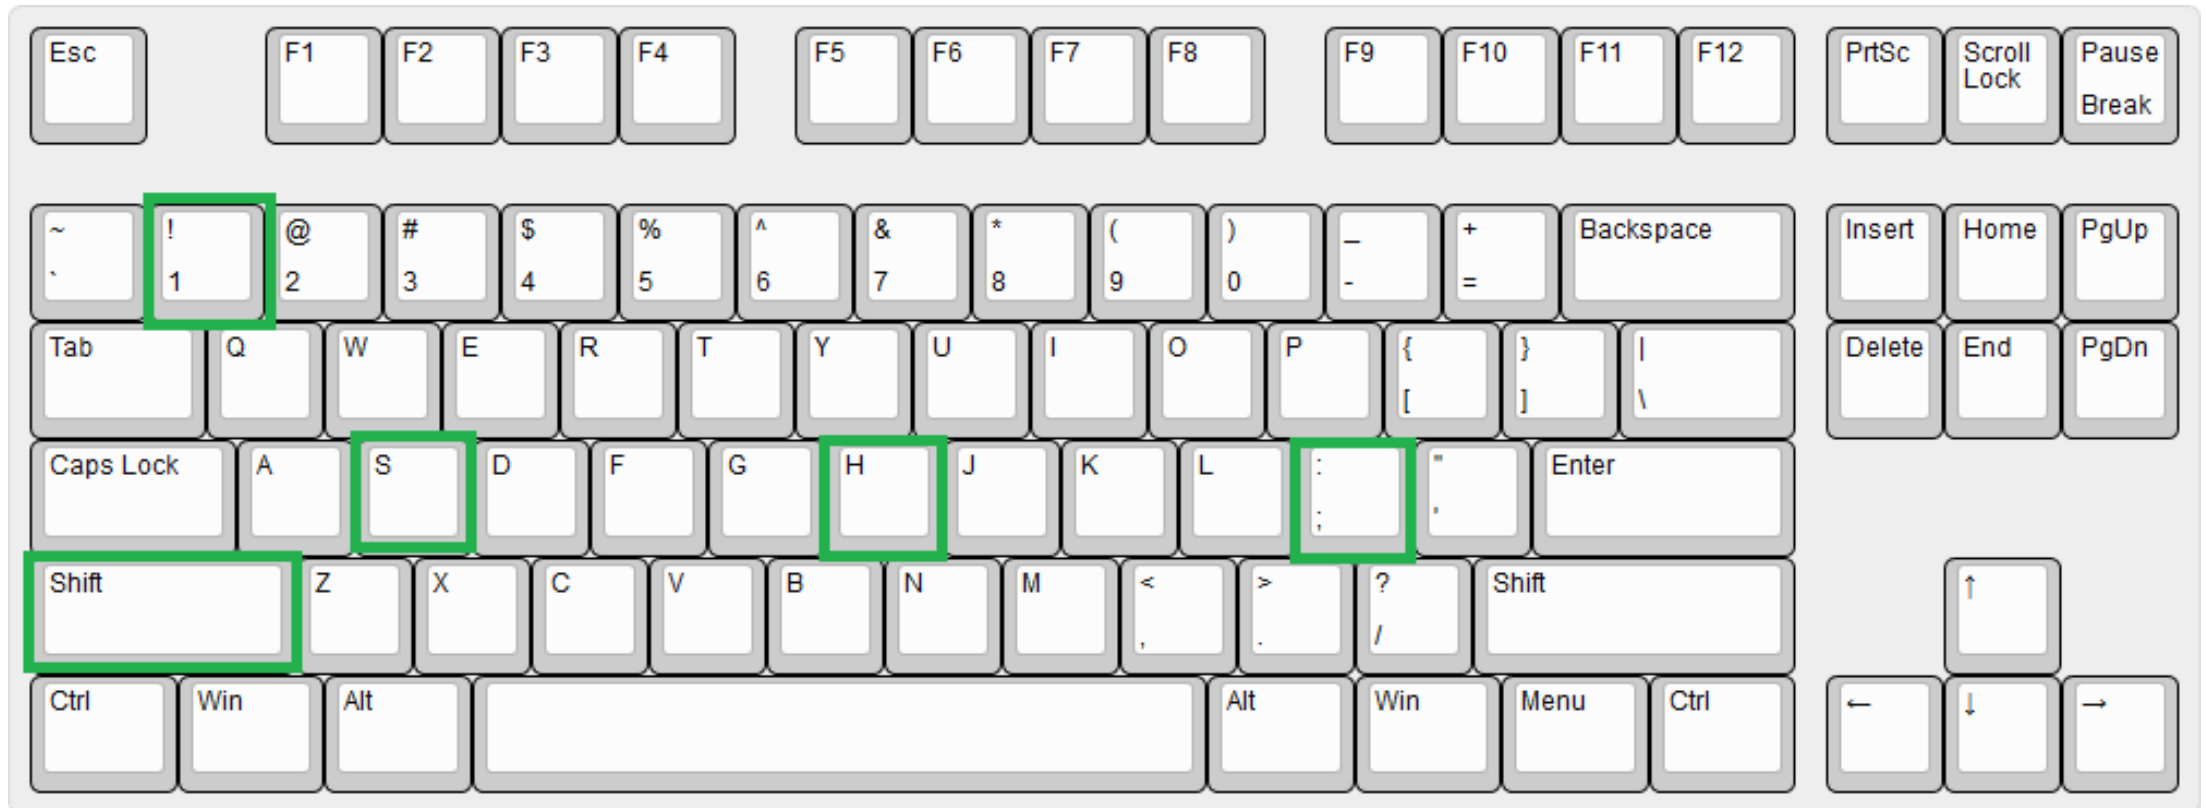 Esc F1 F2 F3 F4 F5 F6 F7 F8 F9 F10 F11 F12 PrtSc Scroll Lock Pause Break
~ ! @ # $ % ^ & * ( ) _ + Backspace Insert Home PgUp
` 1 2 3 4 5 6 7 8 9 0 - =
Tab Q W E R T Y U I O P { } | Delete End PgDn
[ ] \
Caps Lock A S D F G H J K L : " Enter
; '
Shift Z X C V B N M < > ? Shift ↑
, . /
Ctrl Win Alt Alt Win Menu Ctrl ← ↓ →